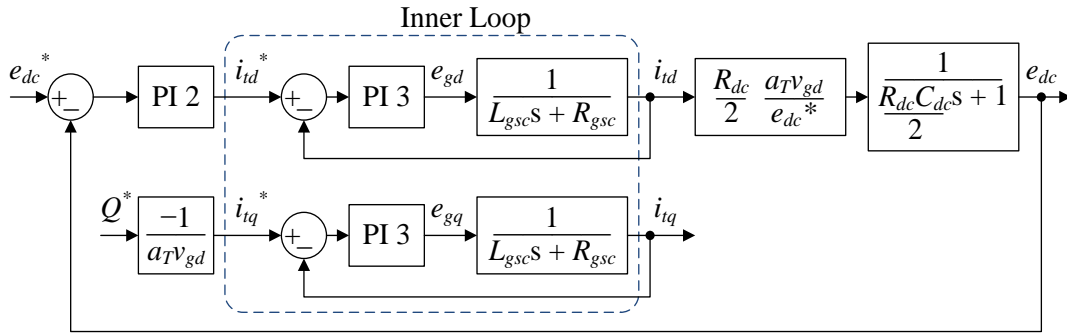 Inner Loop
e_dc* + − PI 2 i_td* + − PI 3 e_gd 1/(L_gsc s + R_gsc) i_td R_dc/2 a_T v_gd/e_dc* 1/(R_dc C_dc/2 s + 1) e_dc
Q* −1/(a_T v_gd) i_tq* + − PI 3 e_gq 1/(L_gsc s + R_gsc) i_tq